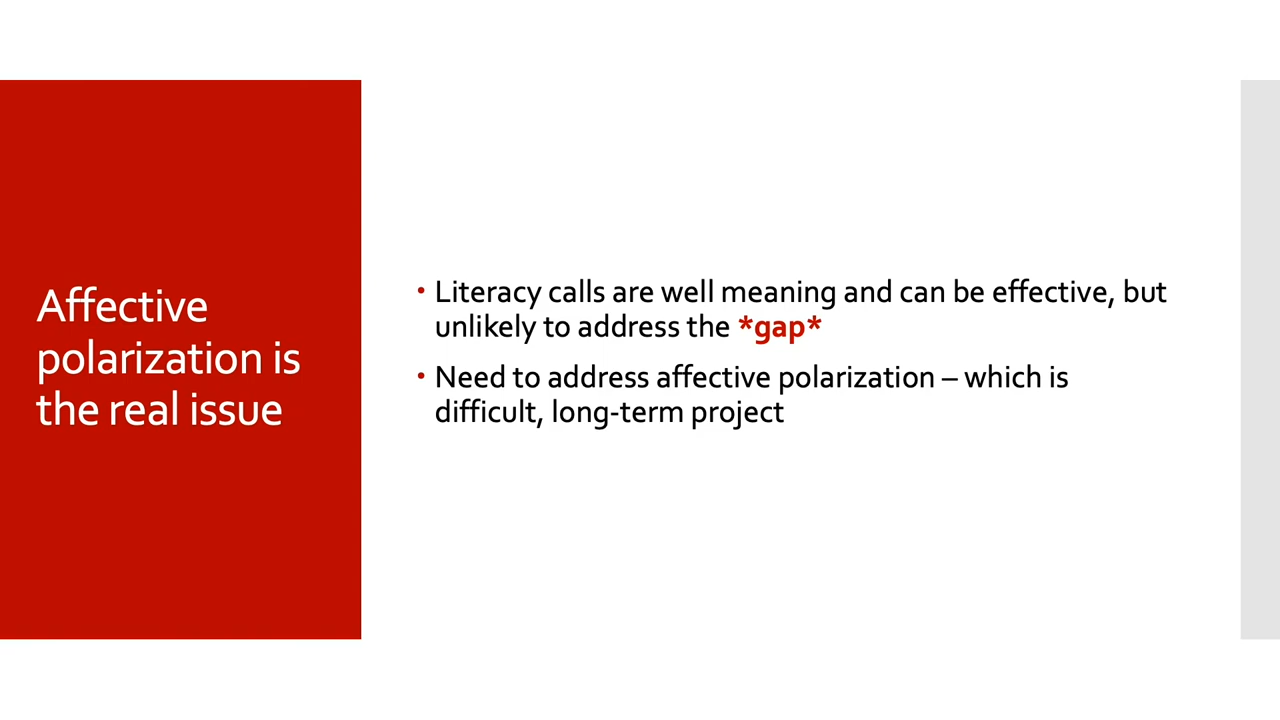 Affective
polarization is
the real issue
• Literacy calls are well meaning and can be effective, but
unlikely to address the *gap*
• Need to address affective polarization – which is
difficult, long-term project